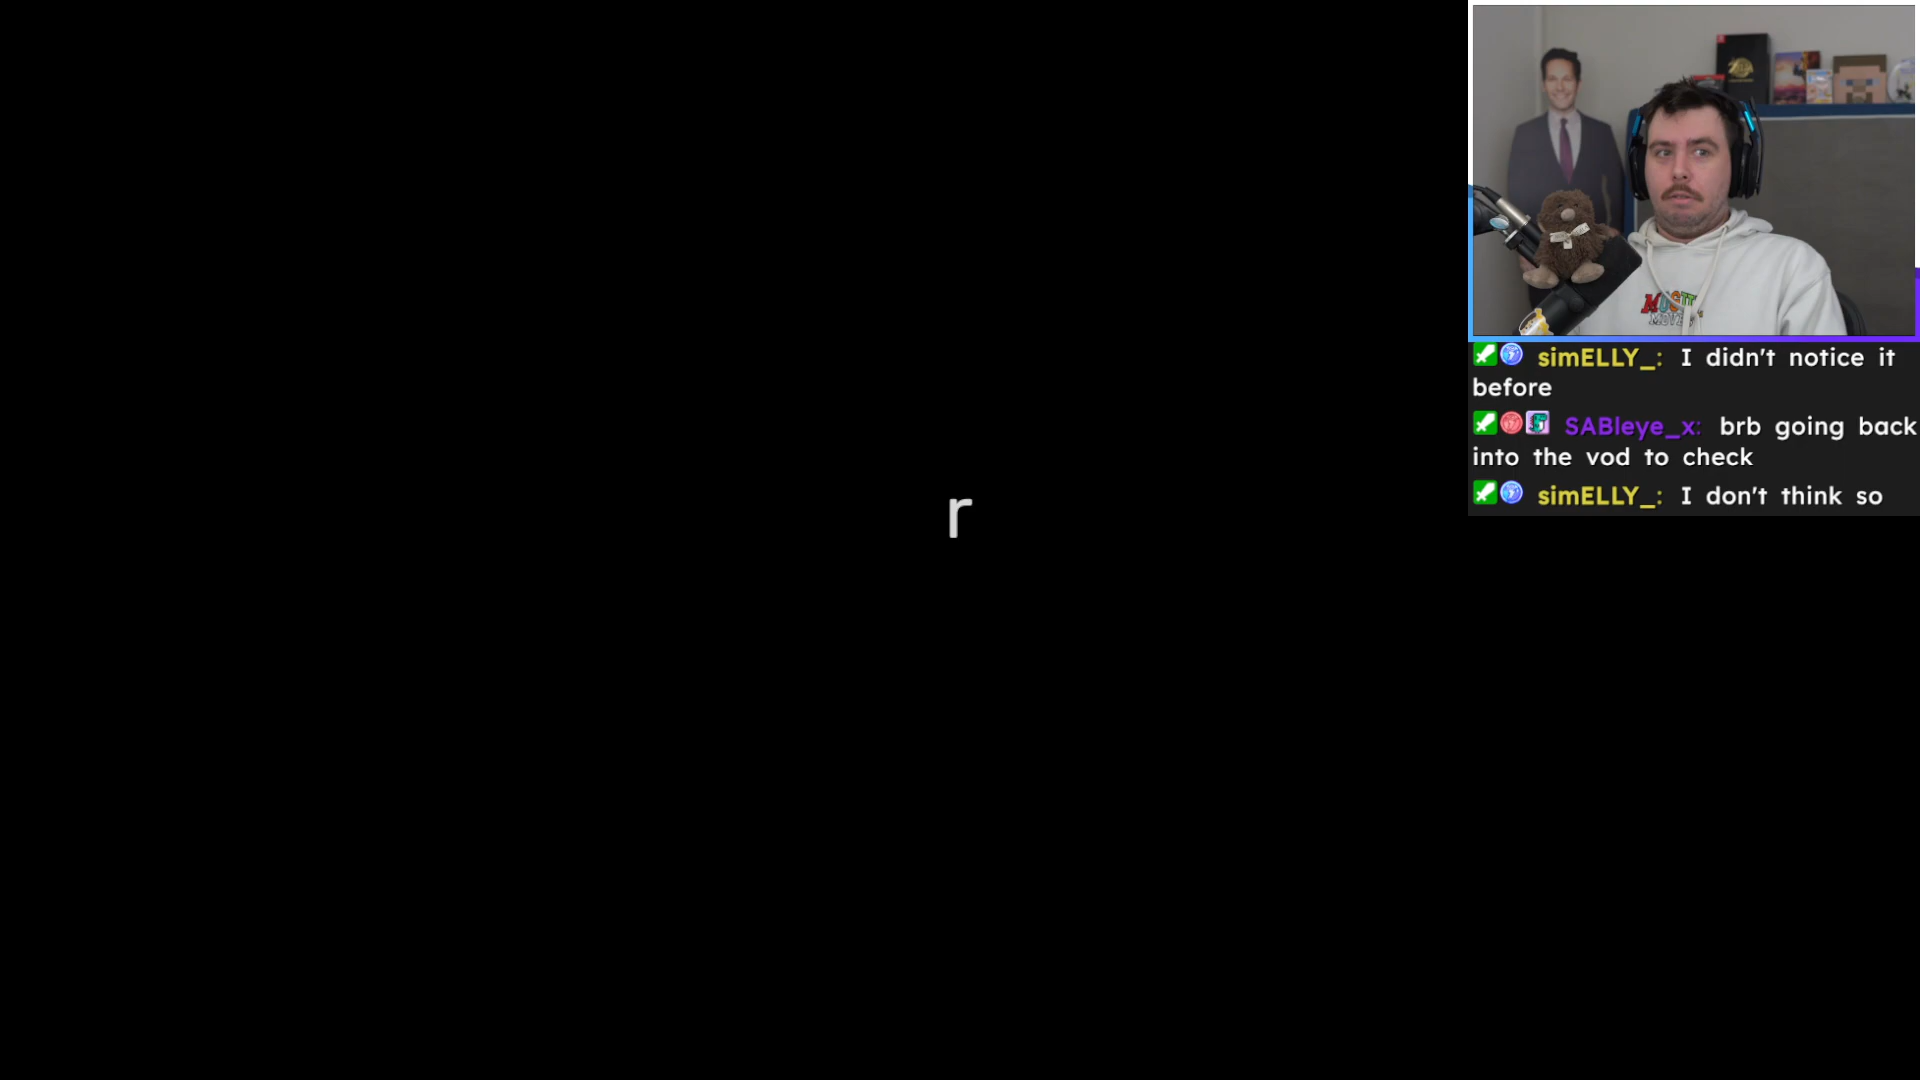 r
simELLY_: I didn't notice it
before
SABleye_x: brb going back
into the vod to check
simELLY_: I don't think so